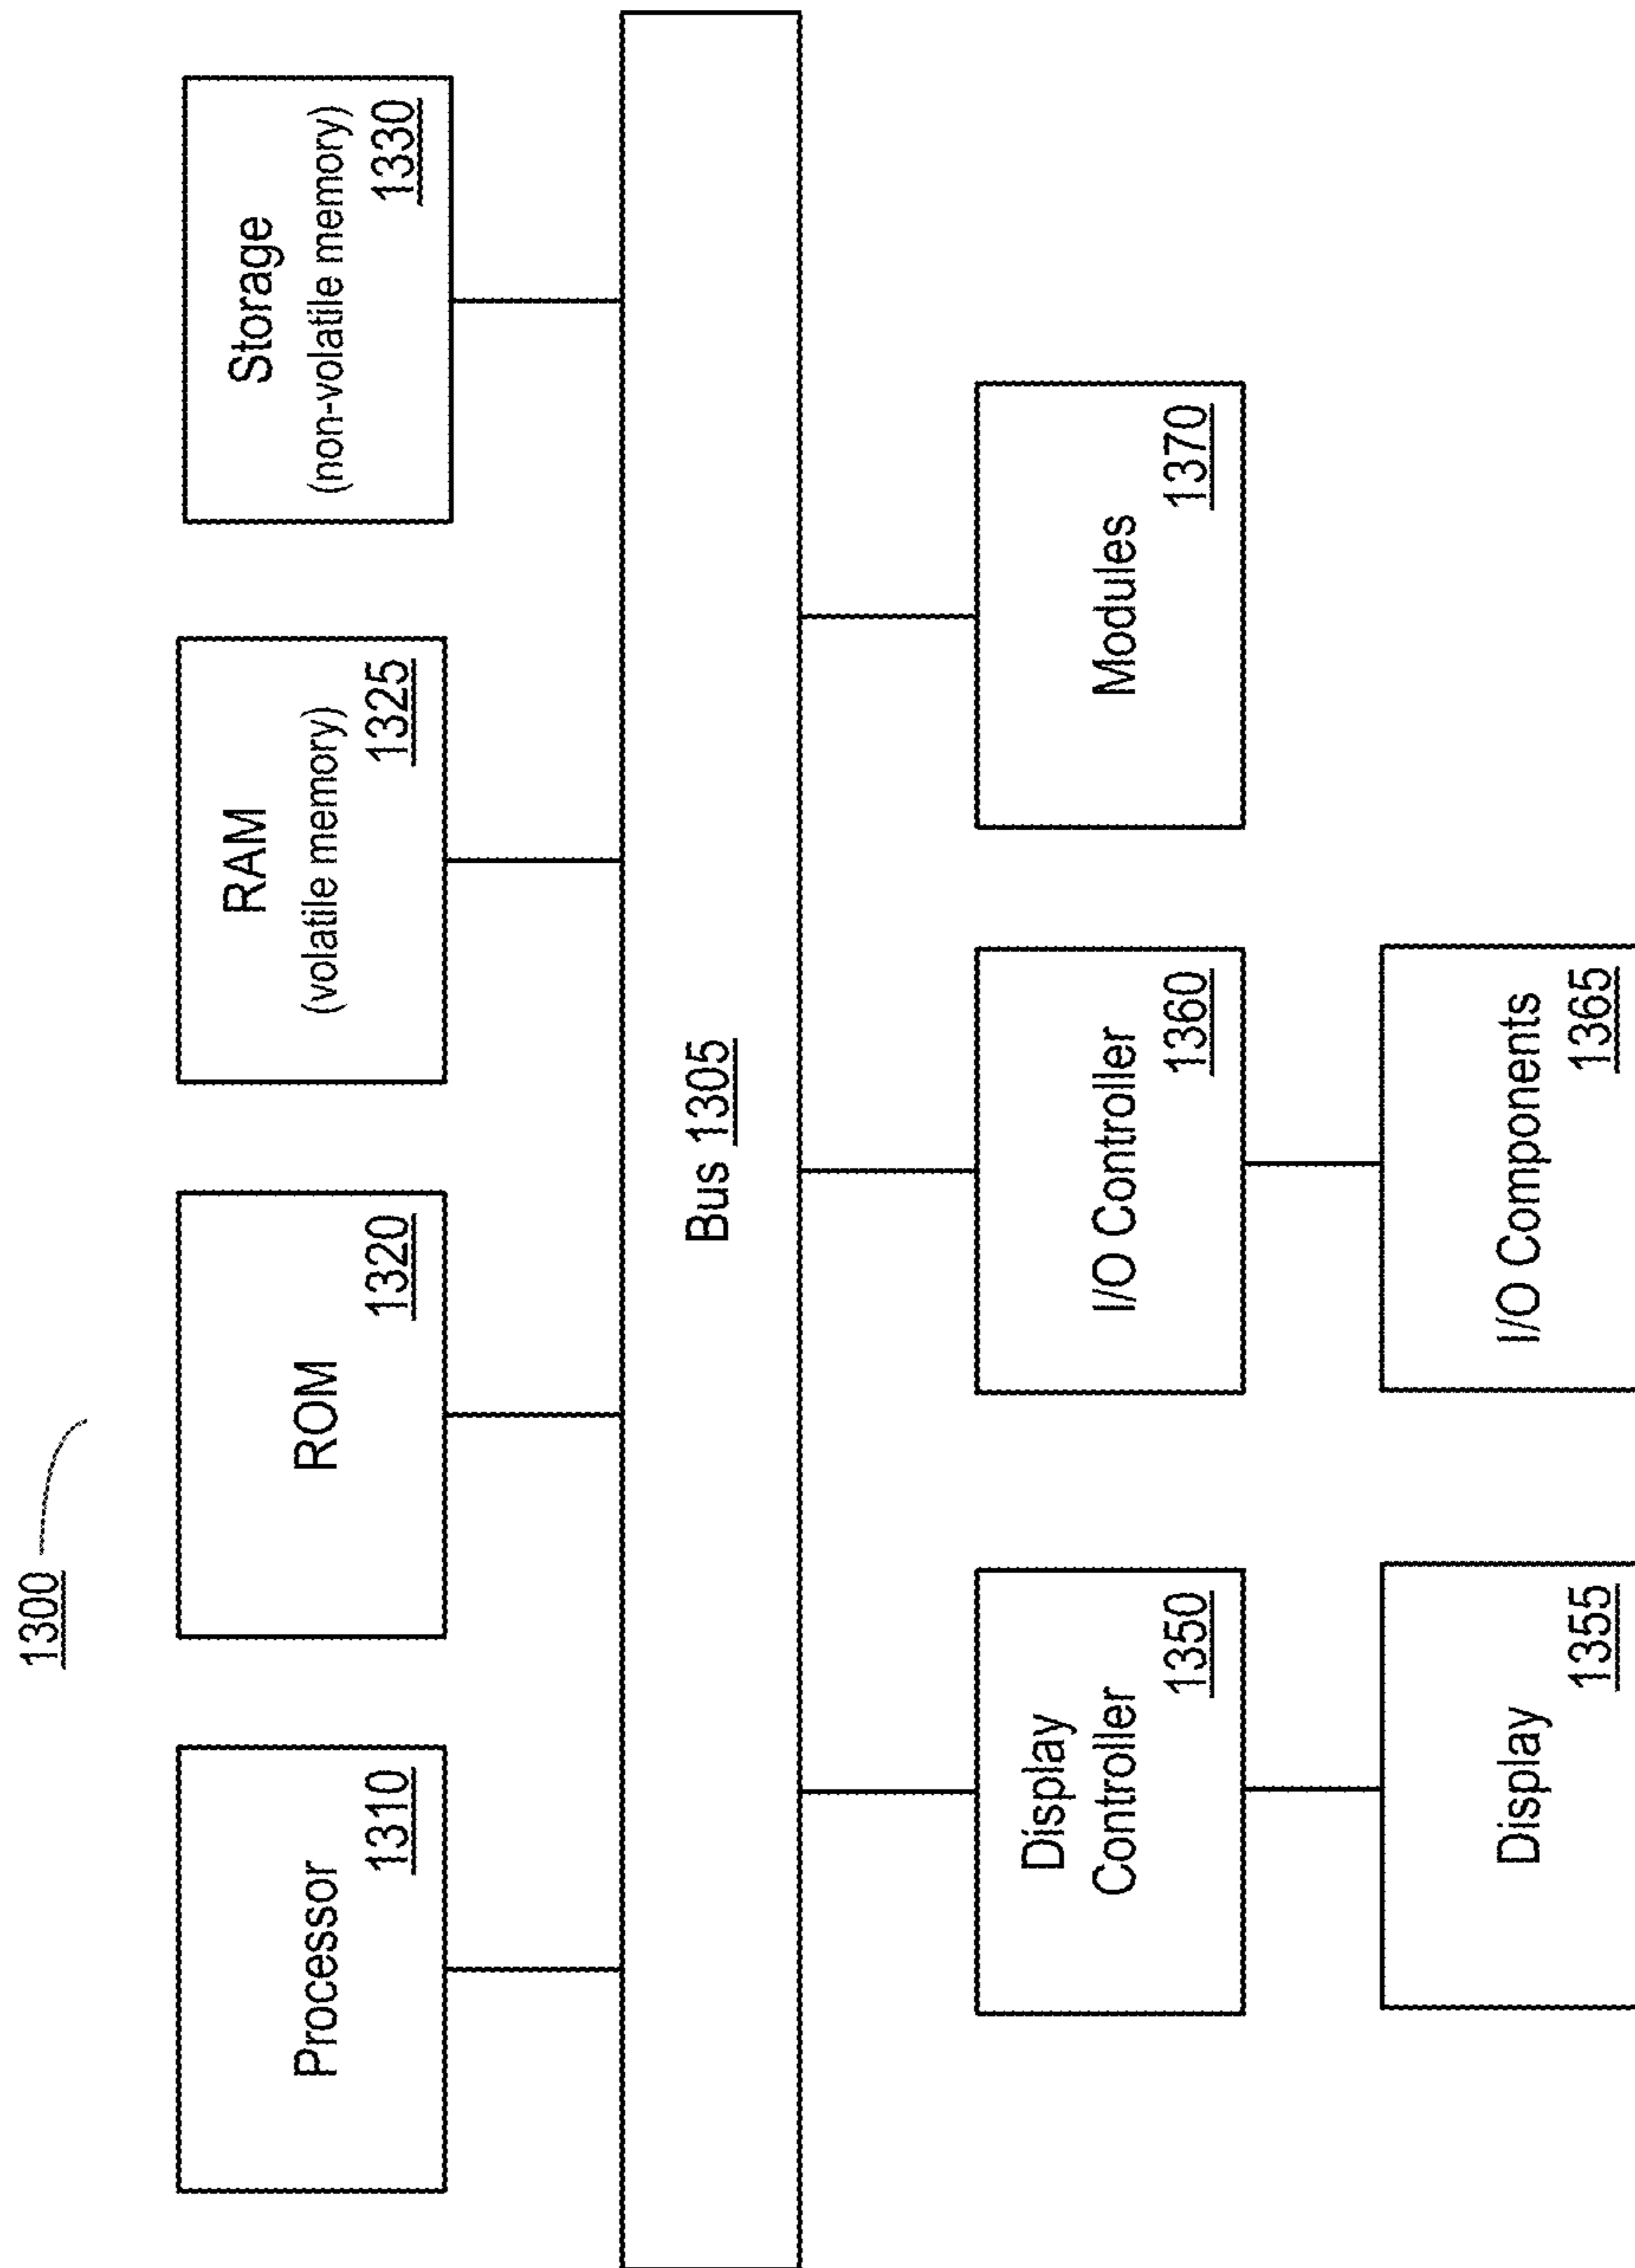 1300
Processor
1310
ROM
1320
RAM
(volatile memory)
1325
Storage
(non-volatile memory)
1330
Bus 1305
Display
Controller
1350
I/O Controller
1360
Modules
1370
Display
1355
I/O Components
1365